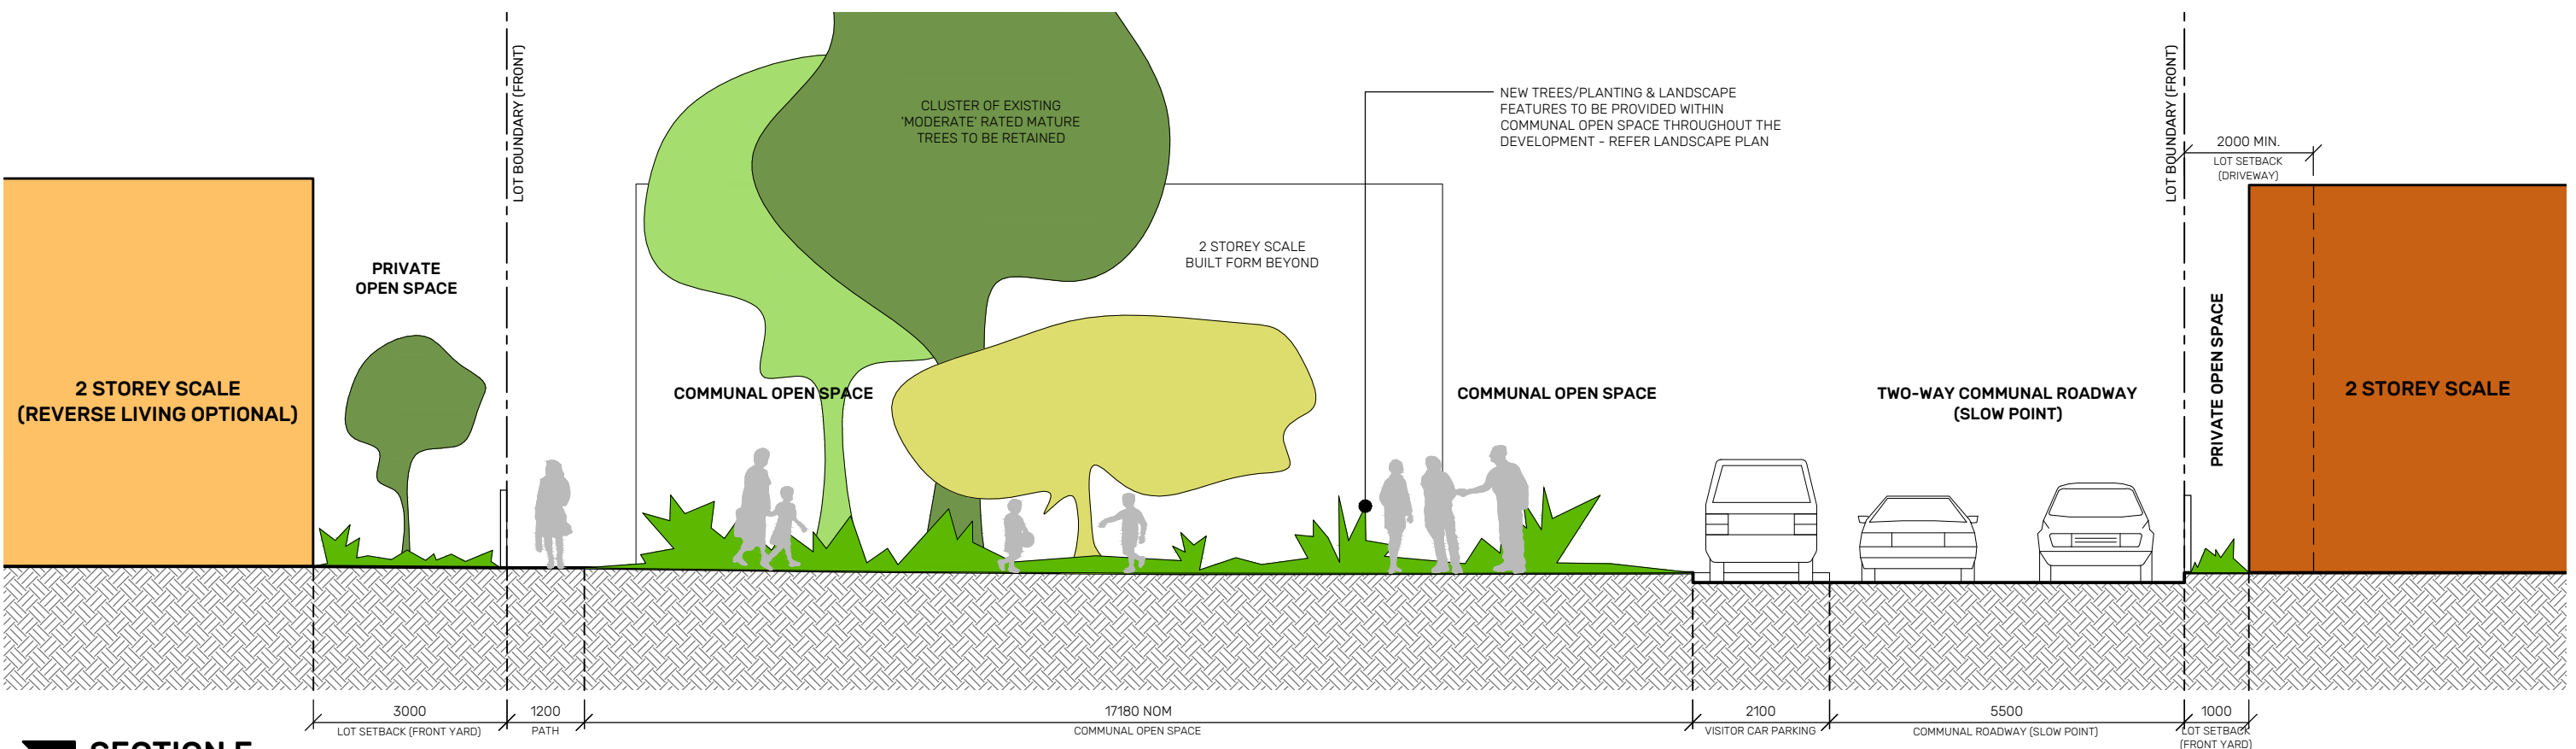 LOT BOUNDARY (FRONT)
CLUSTER OF EXISTING
'MODERATE' RATED MATURE
TREES TO BE RETAINED
NEW TREES/PLANTING & LANDSCAPE
FEATURES TO BE PROVIDED WITHIN
COMMUNAL OPEN SPACE THROUGHOUT THE
DEVELOPMENT - REFER LANDSCAPE PLAN
LOT BOUNDARY (FRONT)
2000 MIN.
LOT SETBACK
(DRIVEWAY)
PRIVATE
OPEN SPACE
2 STOREY SCALE
BUILT FORM BEYOND
2 STOREY SCALE
(REVERSE LIVING OPTIONAL)
COMMUNAL OPEN SPACE
COMMUNAL OPEN SPACE
TWO-WAY COMMUNAL ROADWAY
(SLOW POINT)
PRIVATE OPEN SPACE
2 STOREY SCALE
3000
LOT SETBACK (FRONT YARD)
1200
PATH
17180 NOM
COMMUNAL OPEN SPACE
2100
VISITOR CAR PARKING
5500
COMMUNAL ROADWAY (SLOW POINT)
1000
LOT SETBACK
(FRONT YARD)